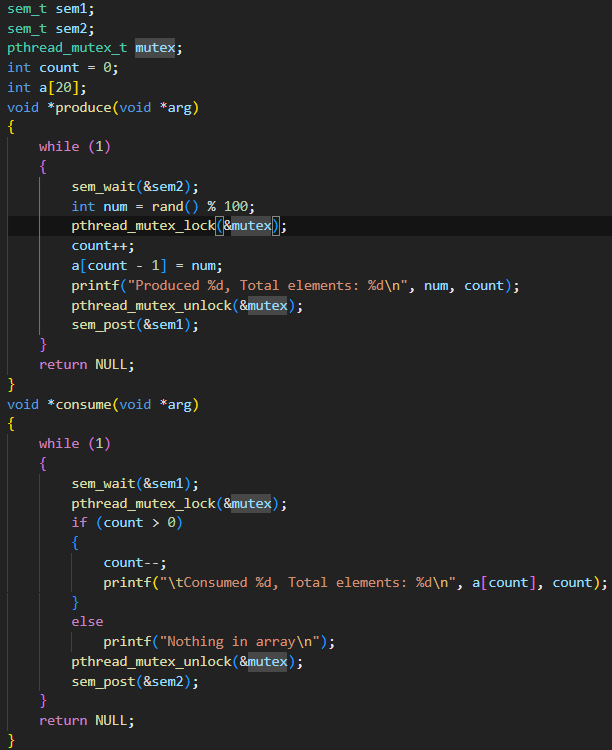 sem_t sem1;
sem_t sem2;
pthread_mutex_t mutex;
int count = 0;
int a[20];
void *produce(void *arg)
{
    while (1)
    {
        sem_wait(&sem2);
        int num = rand() % 100;
        pthread_mutex_lock(&mutex);
        count++;
        a[count - 1] = num;
        printf("Produced %d, Total elements: %d\n", num, count);
        pthread_mutex_unlock(&mutex);
        sem_post(&sem1);
    }
    return NULL;
}
void *consume(void *arg)
{
    while (1)
    {
        sem_wait(&sem1);
        pthread_mutex_lock(&mutex);
        if (count > 0)
        {
            count--;
            printf("\tConsumed %d, Total elements: %d\n", a[count], count);
        }
        else
            printf("Nothing in array\n");
        pthread_mutex_unlock(&mutex);
        sem_post(&sem2);
    }
    return NULL;
}